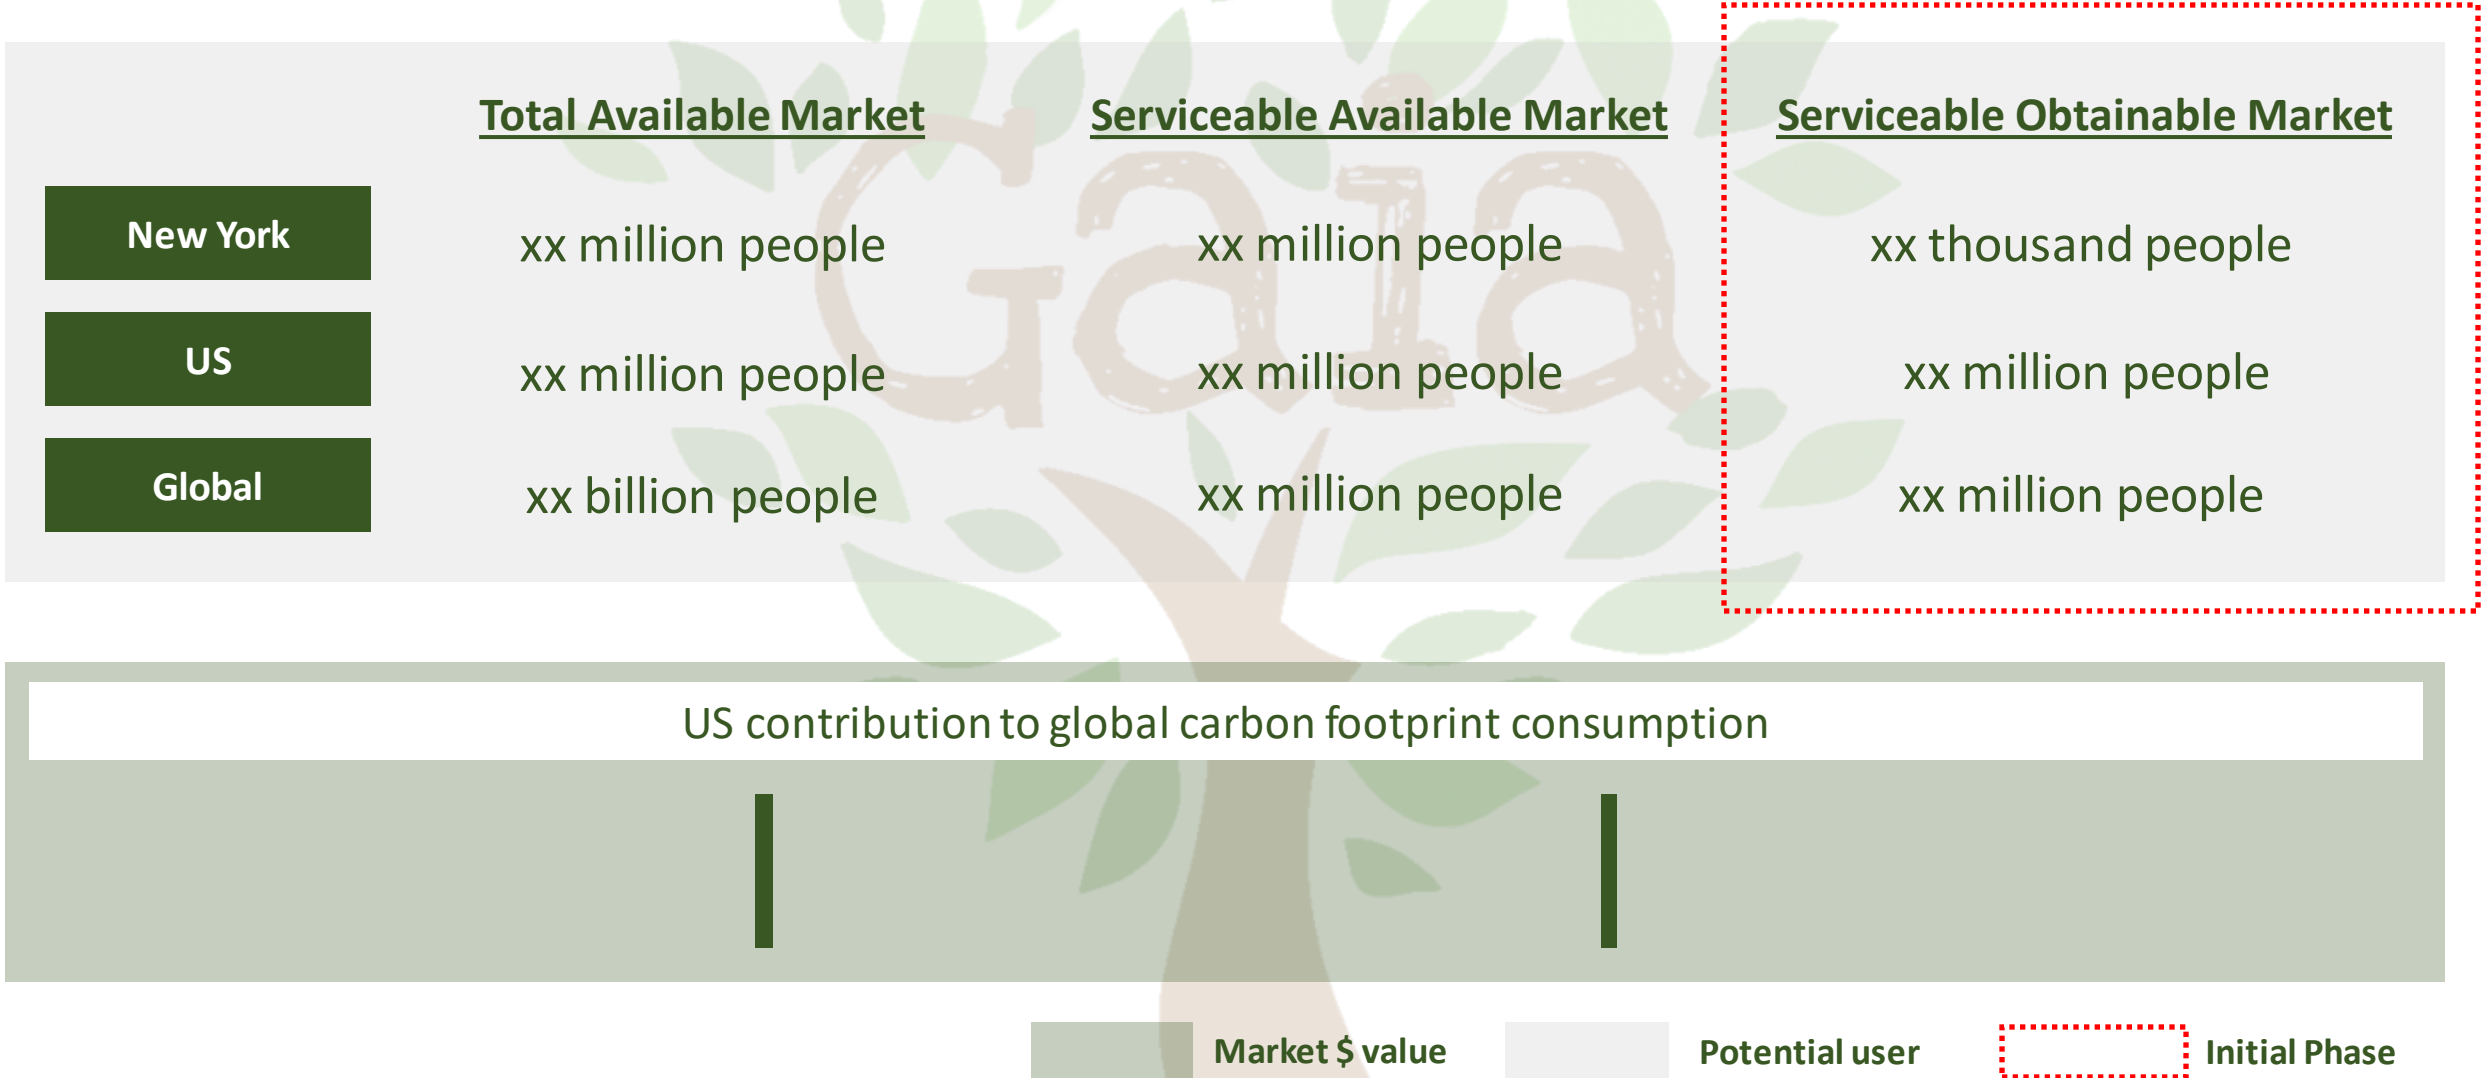 Gaia
Total Available Market Serviceable Available Market Serviceable Obtainable Market
New York xx million people xx million people xx thousand people
US xx million people xx million people xx million people
Global xx billion people xx million people xx million people
US contribution to global carbon footprint consumption
Market $ value Potential user Initial Phase